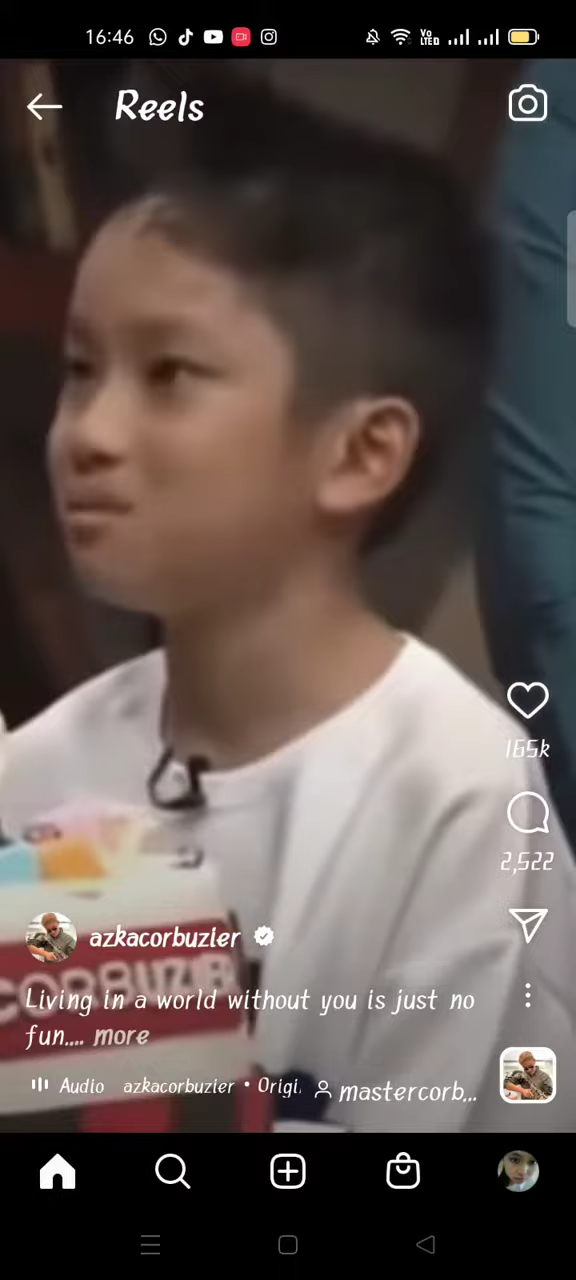 16:46
VoLTED
Reels
165k
2,522
azkacorbuzier
CORBUZIER
Living in a world without you is just no
fun.... more
Audio azkacorbuzier • Origi. mastercorb...